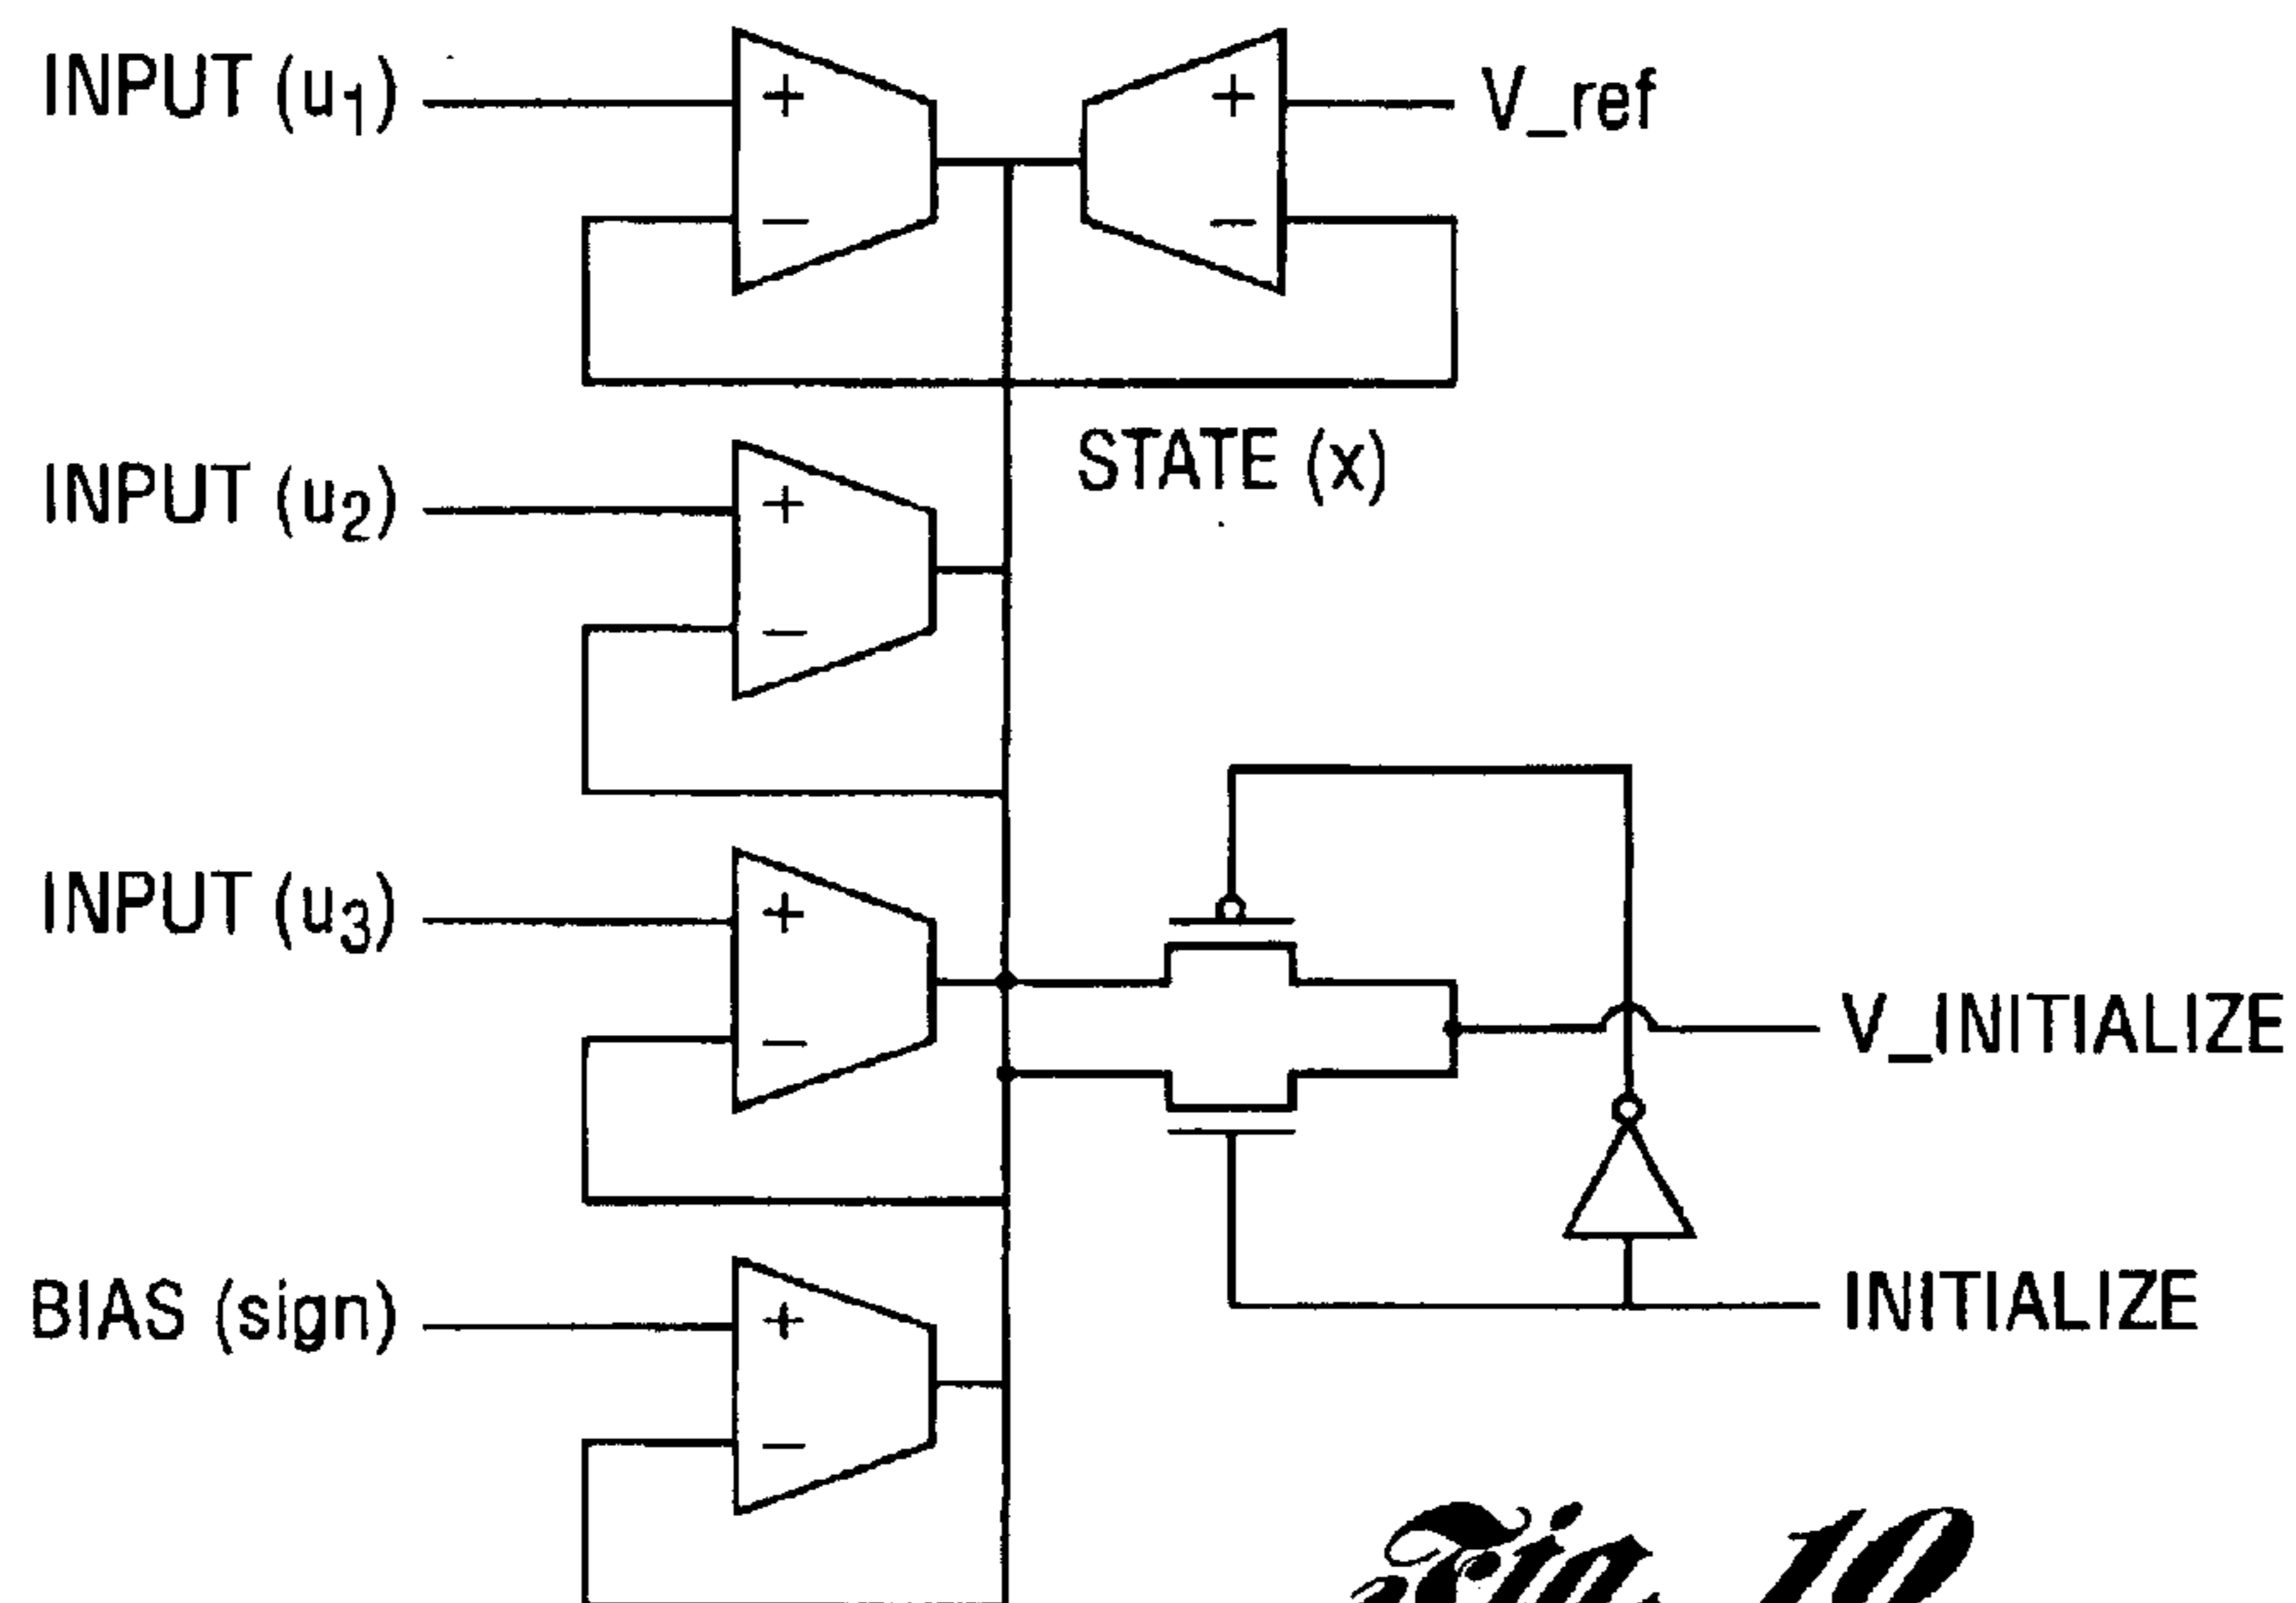 INPUT (u₁)
V_ref
INPUT (u₂)
STATE (x)
INPUT (u₃)
V_INITIALIZE
BIAS (sign)
INITIALIZE
Fig. 10